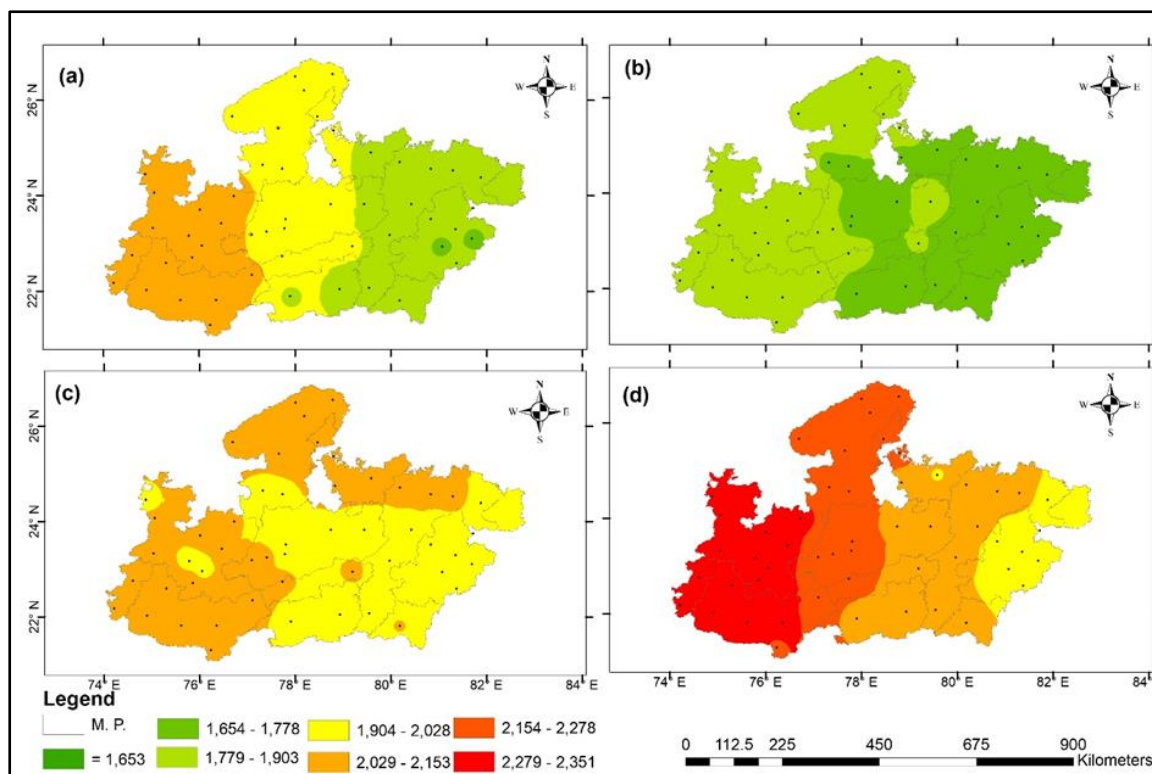 (a)
N
W E
S
(b)
N
W E
S
26° N
24° N
22° N
(c)
N
W E
S
(d)
N
W E
S
26° N
24° N
22° N
74° E 76° E 78° E 80° E 82° E 84° E
74° E 76° E 78° E 80° E 82° E 84° E
Legend
M. P. 1,654 - 1,778 1,904 - 2,028 2,154 - 2,278
= 1,653 1,779 - 1,903 2,029 - 2,153 2,279 - 2,351
0 112.5 225 450 675 900
Kilometers